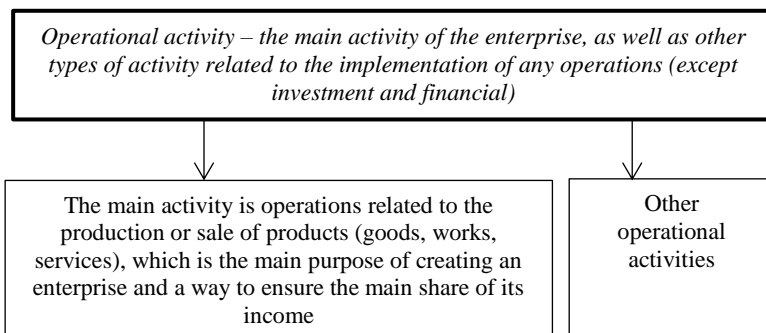 Operational activity – the main activity of the enterprise, as well as other
types of activity related to the implementation of any operations (except
investment and financial)
The main activity is operations related to the
production or sale of products (goods, works,
services), which is the main purpose of creating an
enterprise and a way to ensure the main share of its
income
Other
operational
activities